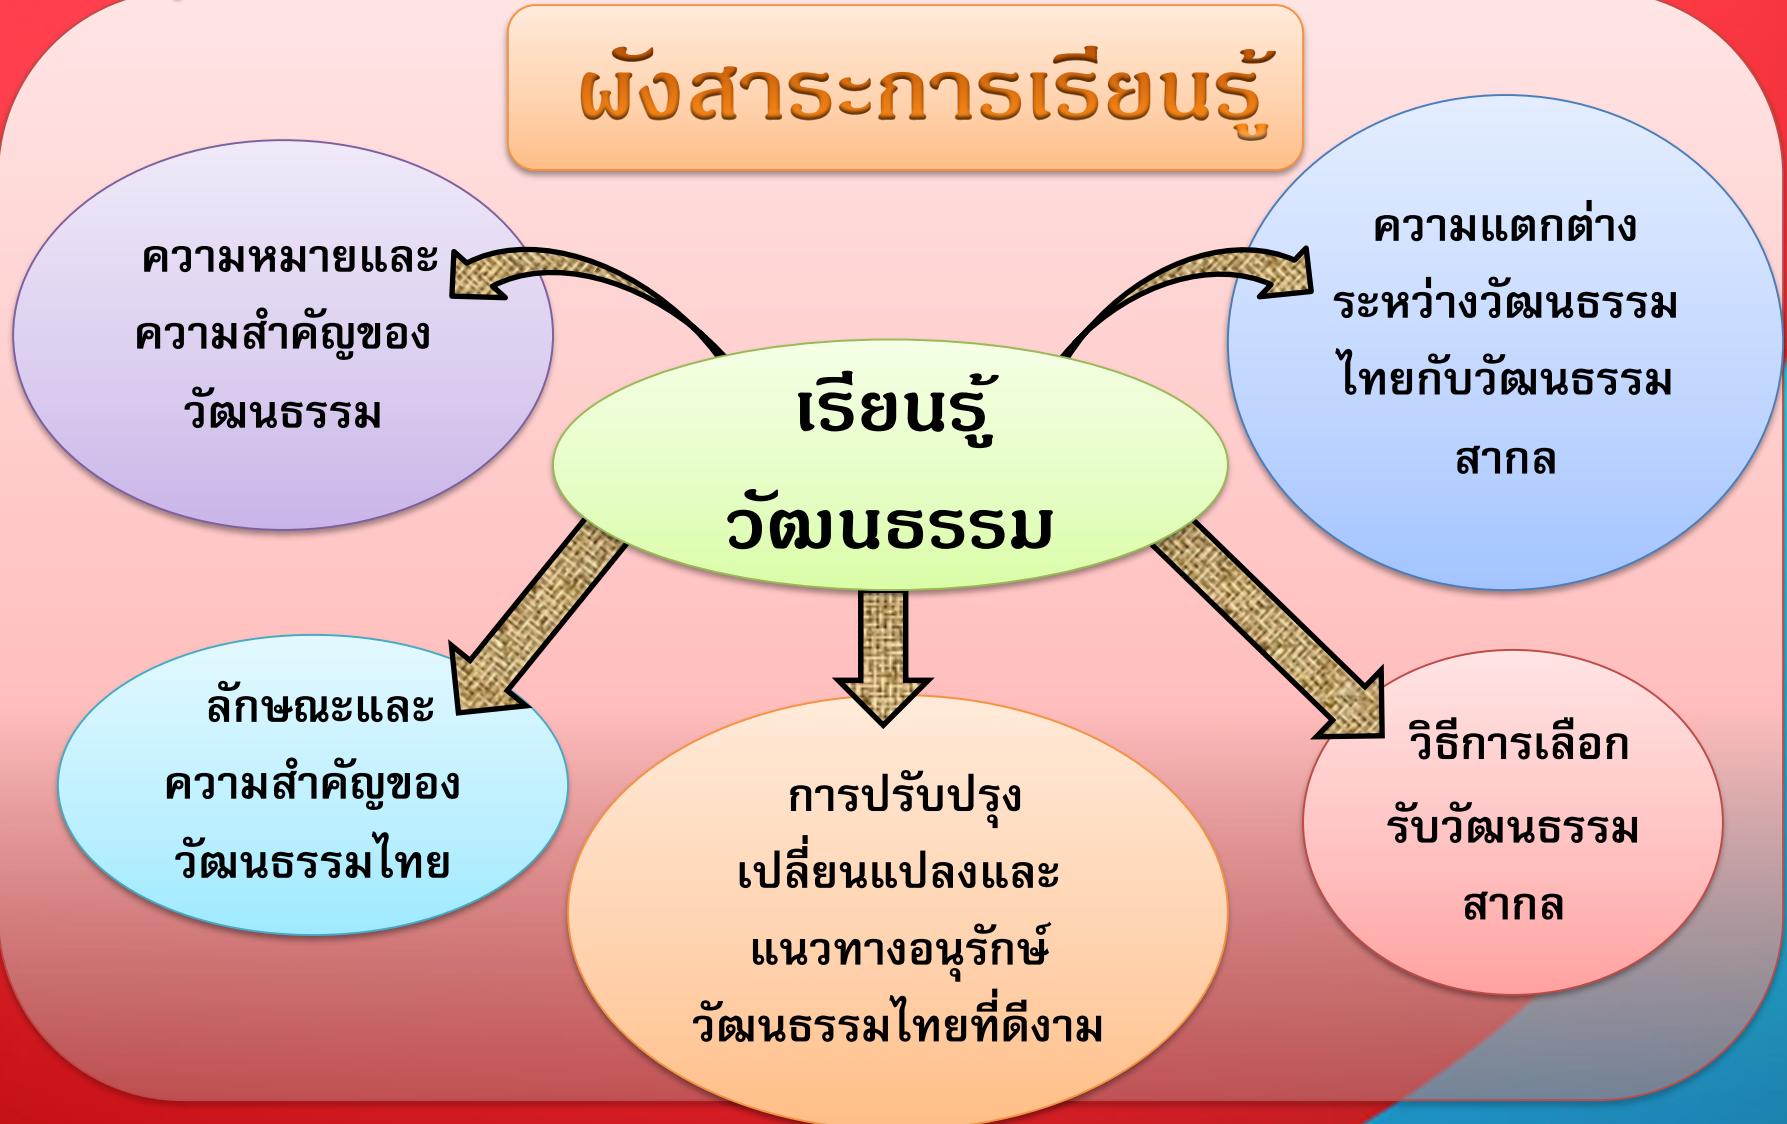 ผังสาระการเรียนรู้
ความหมายและ
ความสำคัญของ
วัฒนธรรม
ความแตกต่าง
ระหว่างวัฒนธรรม
ไทยกับวัฒนธรรม
สากล
เรียนรู้
วัฒนธรรม
ลักษณะและ
ความสำคัญของ
วัฒนธรรมไทย
การปรับปรุง
เปลี่ยนแปลงและ
แนวทางอนุรักษ์
วัฒนธรรมไทยที่ดีงาม
วิธีการเลือก
รับวัฒนธรรม
สากล